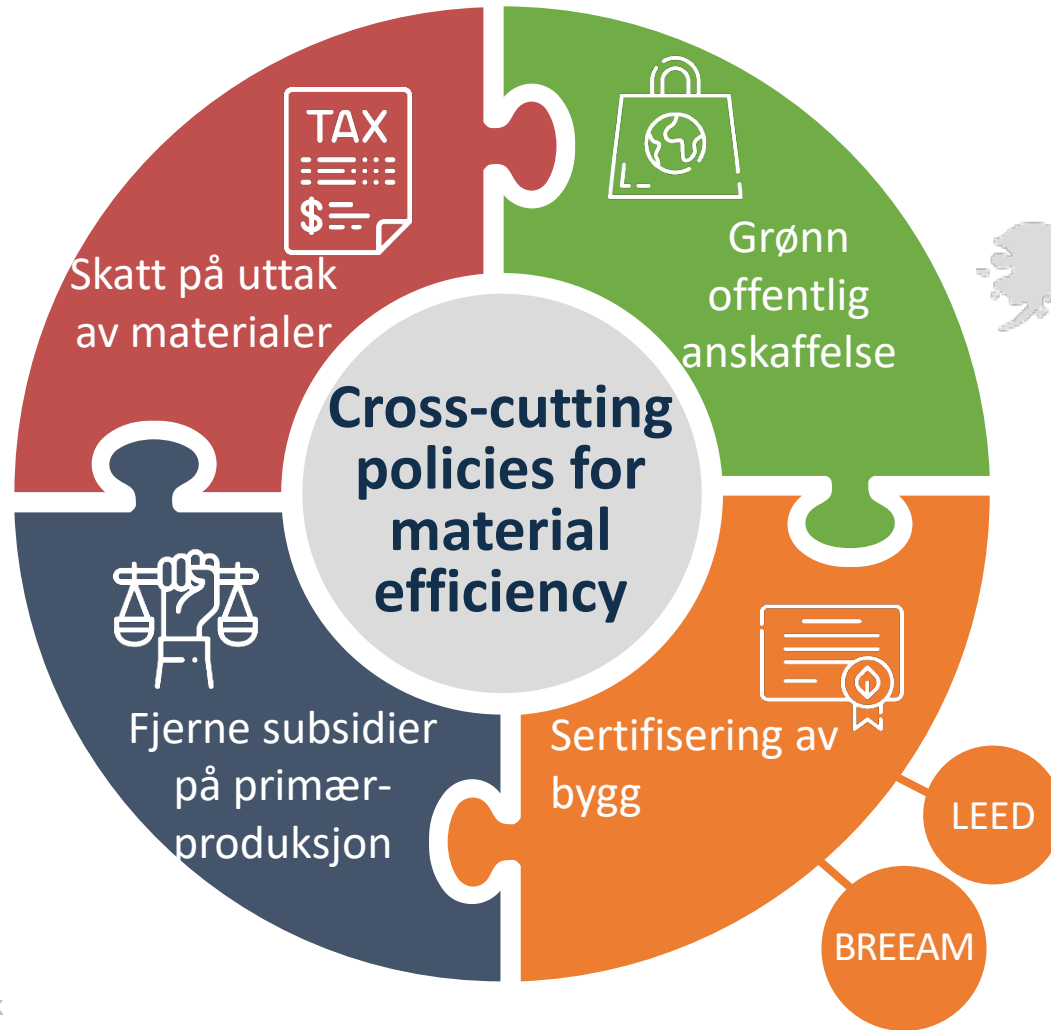 TAX
$
Skatt på uttak
av materialer
Grønn
offentlig
anskaffelse
Cross-cutting
policies for
material
efficiency
Fjerne subsidier
på primær-
produksjon
Sertifisering av
bygg
LEED
BREEAM